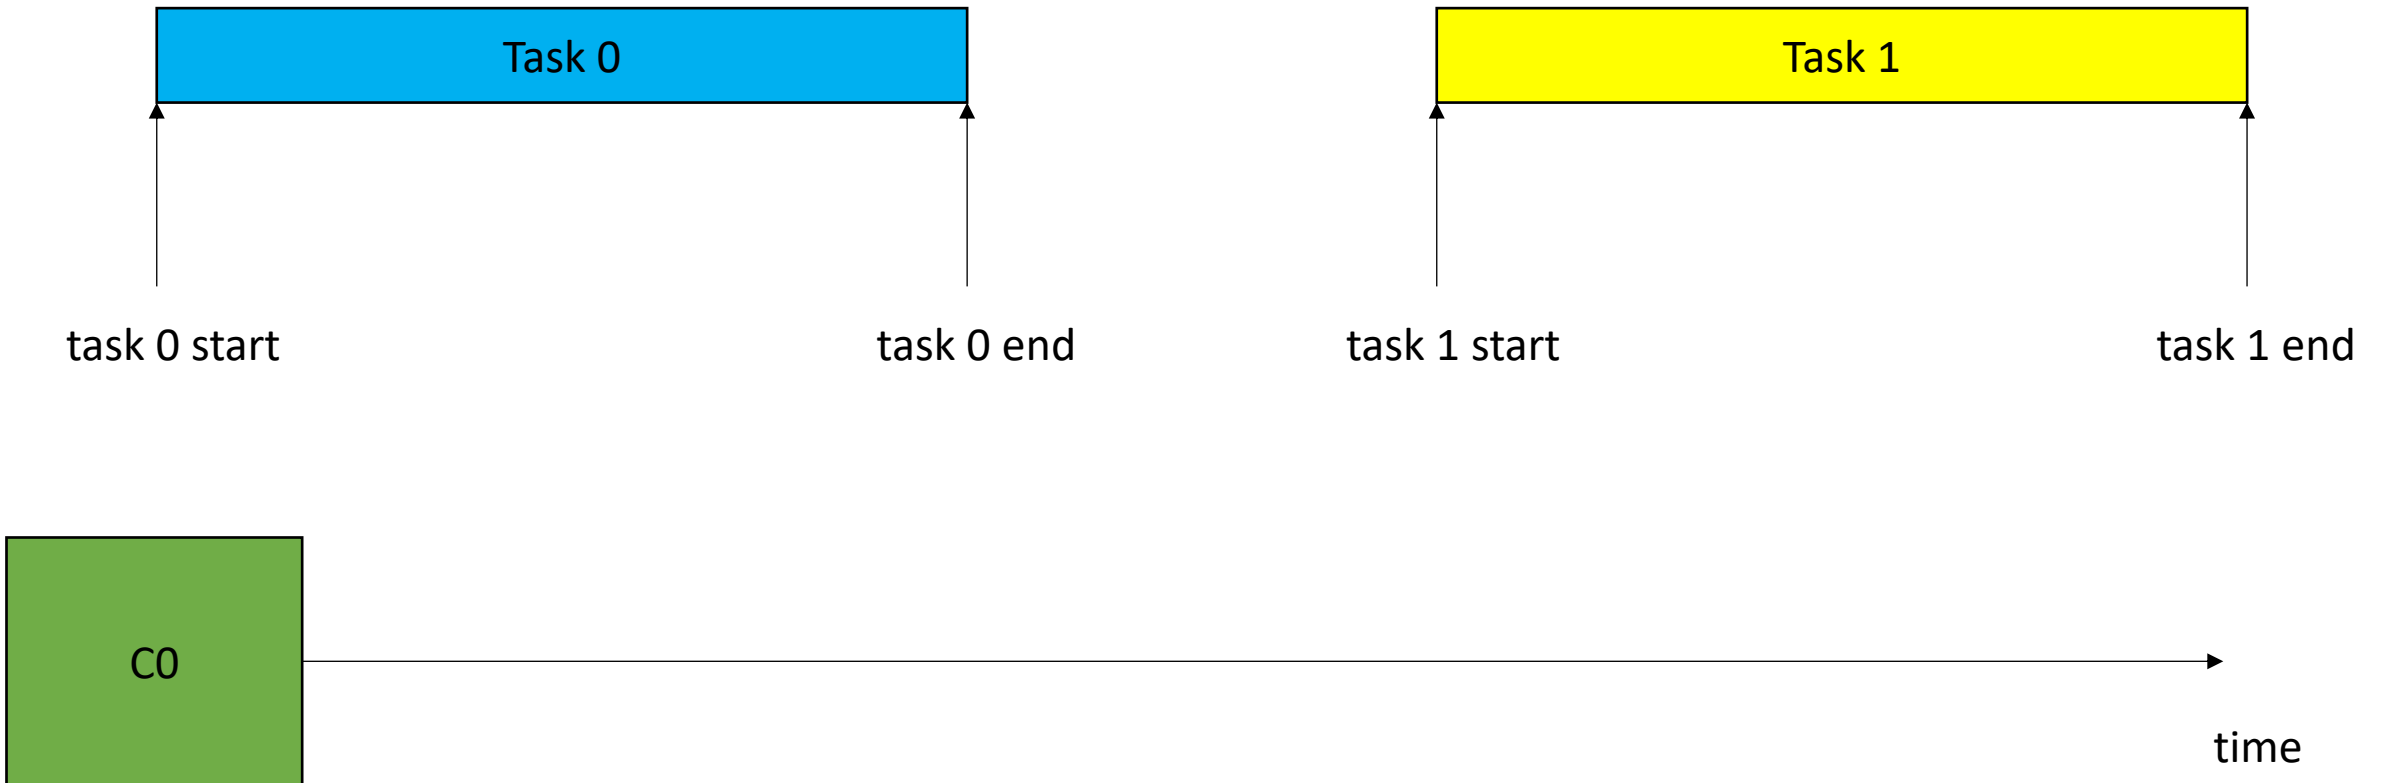 Task 0
Task 1
task 0 start
task 0 end
task 1 start
task 1 end
C0
time